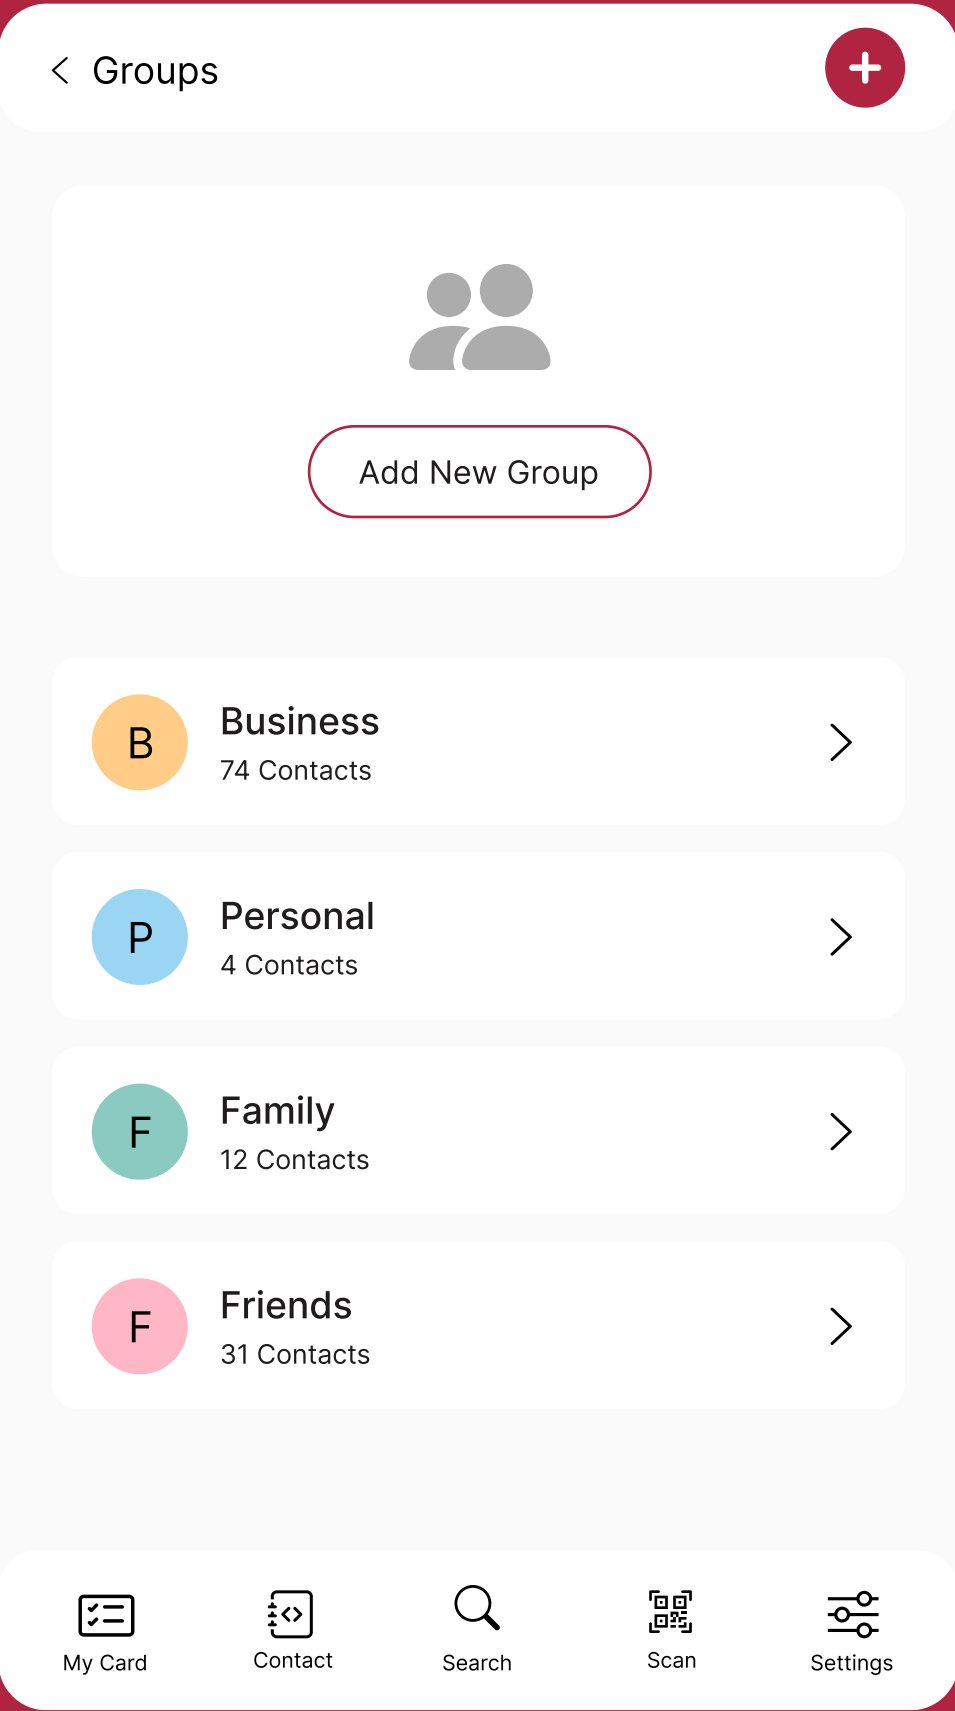 Groups
Add New Group
B
Business
74 Contacts
P
Personal
4 Contacts
F
Family
12 Contacts
F
Friends
31 Contacts
My Card
Contact
Search
Scan
Settings